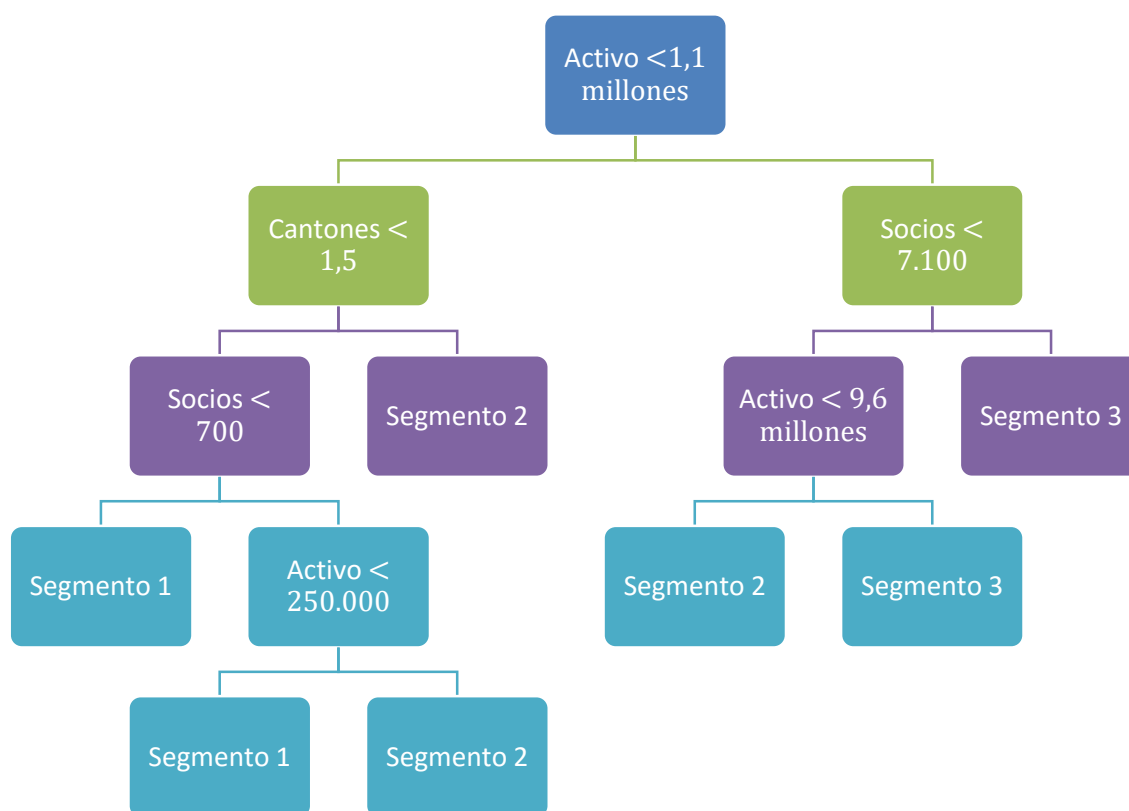 Activo <1,1
millones
Cantones <
1,5
Socios <
7.100
Socios <
700
Segmento 2
Activo < 9,6
millones
Segmento 3
Segmento 1
Activo <
250.000
Segmento 2
Segmento 3
Segmento 1
Segmento 2